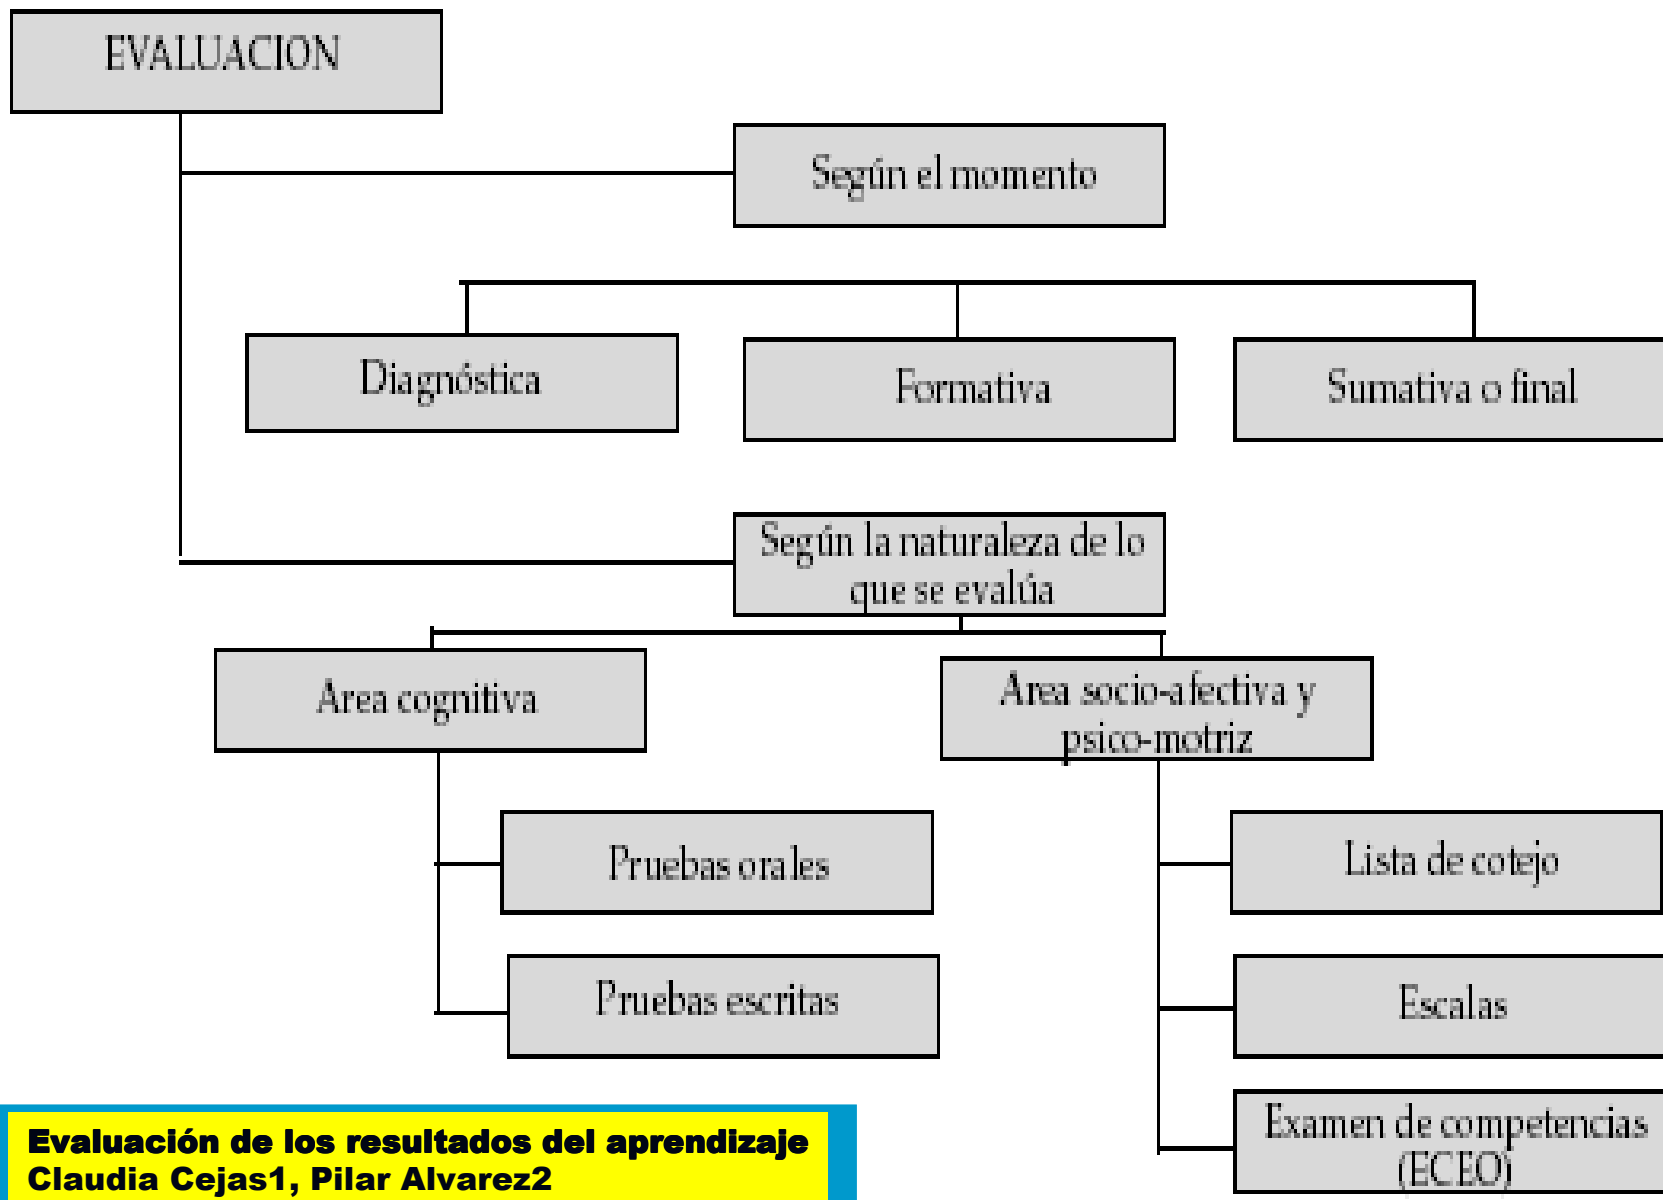 EVALUACION
Según el momento
Diagnóstica
Formativa
Sumativa o final
Según la naturaleza de lo
que se evalúa
Area cognitiva
Area socio-afectiva y
psico-motriz
Pruebas orales
Lista de cotejo
Pruebas escritas
Escalas
Examen de competencias
(ECEO)
Evaluación de los resultados del aprendizaje
Claudia Cejas1, Pilar Alvarez2